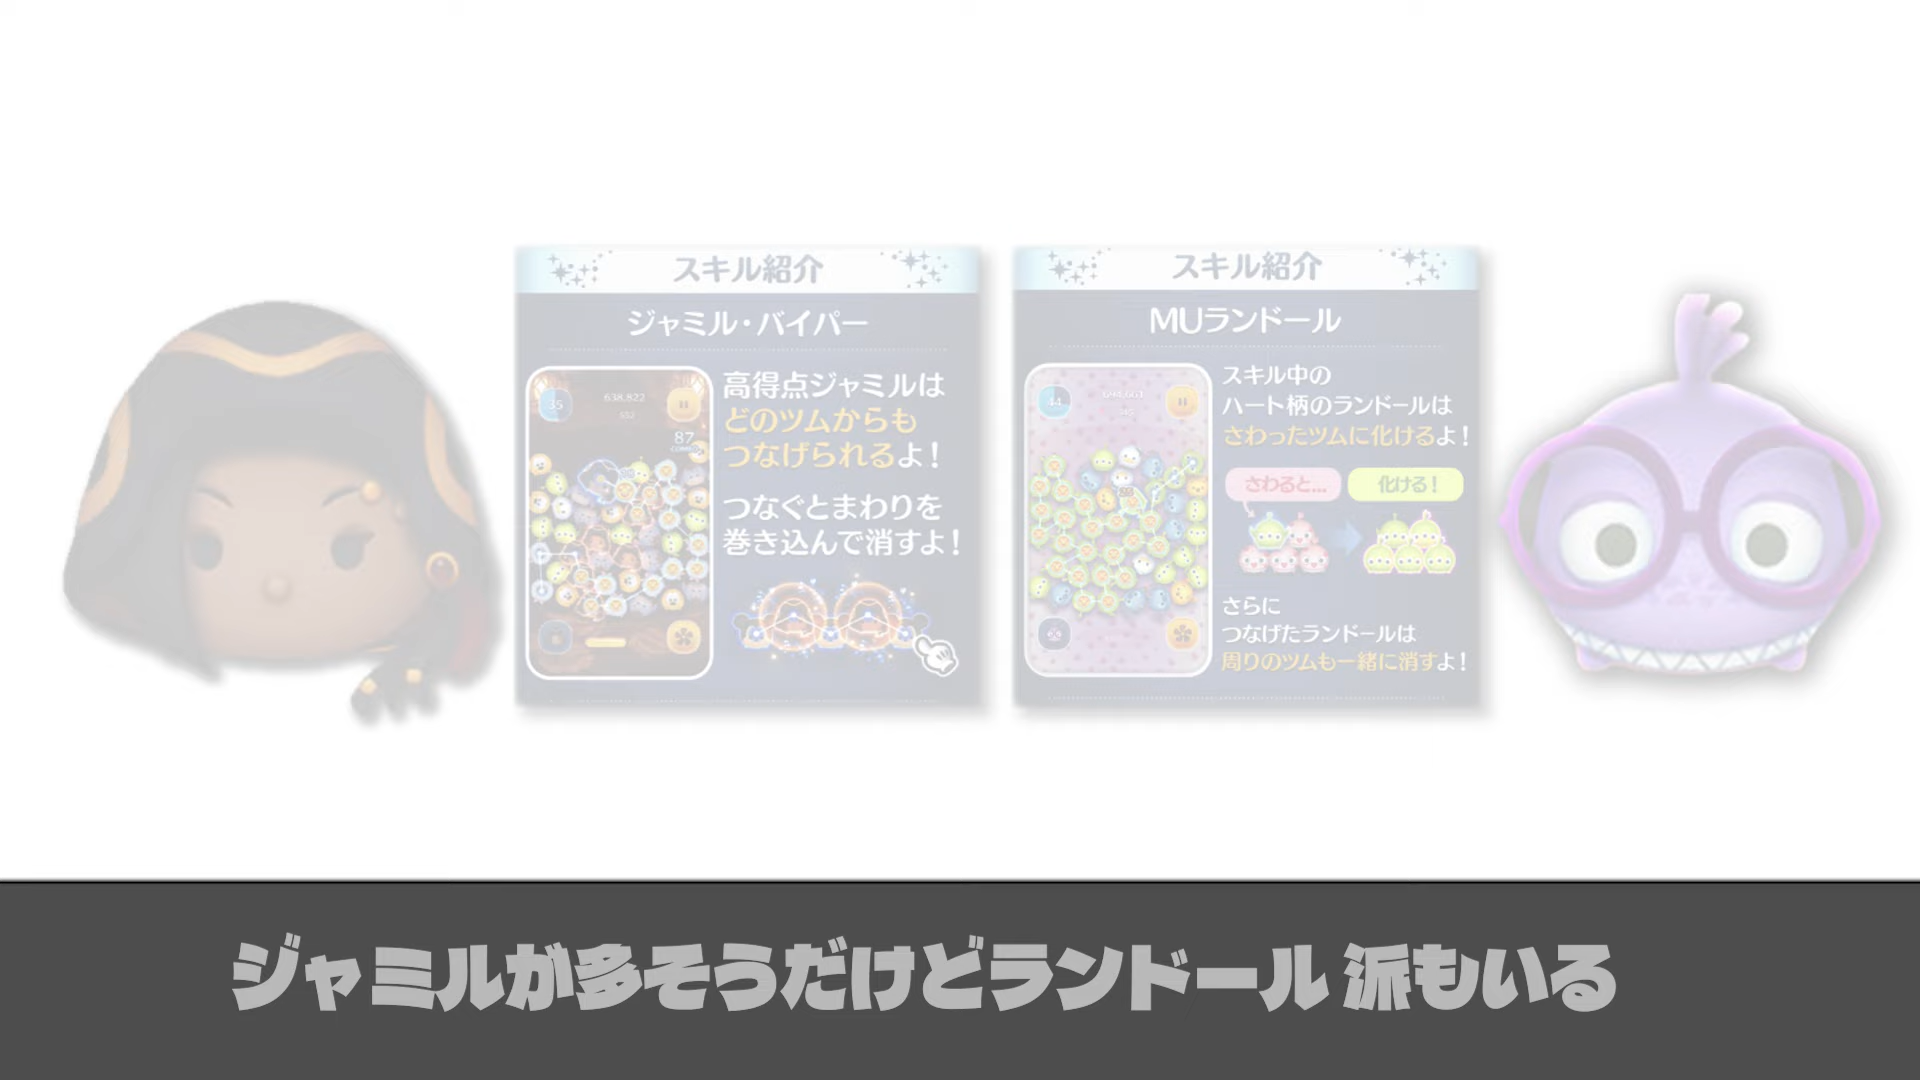 スキル紹介
ジャミル・バイパー
35
638,822
552
87
高得点ジャミルは
どのツムからも
つなげられるよ!
つなぐとまわりを
巻き込んで消すよ!
スキル紹介
MUランドール
44
スキル中の
ハート柄のランドールは
さわったツムに化けるよ!
さわると...
化ける!
さらに
つなげたランドールは
周りのツムも一緒に消すよ!
ジャミルが多そうだけどランドール 派もいる